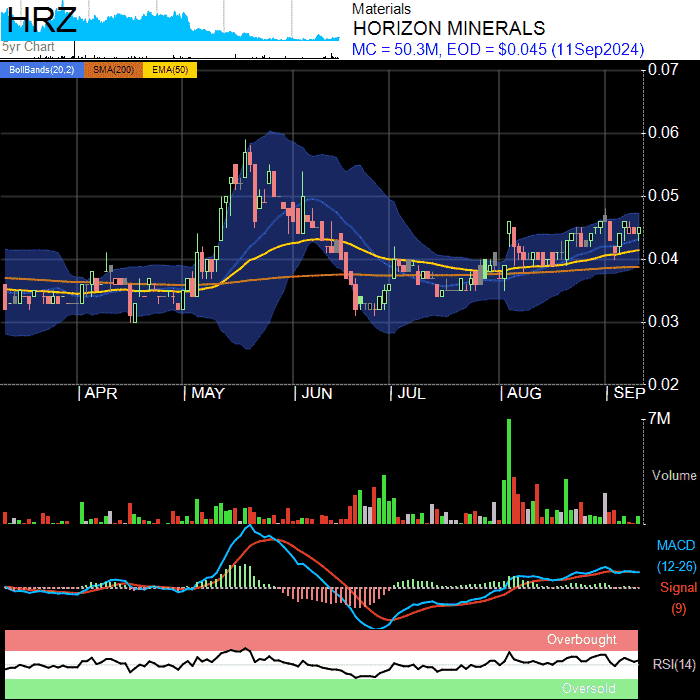 HRZ
5yr Chart
Materials
HORIZON MINERALS
MC = 50.3M, EOD = $0.045 (11Sep2024)
BollBands(20,2) SMA(200) EMA(50)
0.07
0.06
0.05
0.04
0.03
0.02
APR MAY JUN JUL AUG SEP
7M
Volume
MACD
(12-26)
Signal
(9)
Overbought
RSI(14)
Oversold